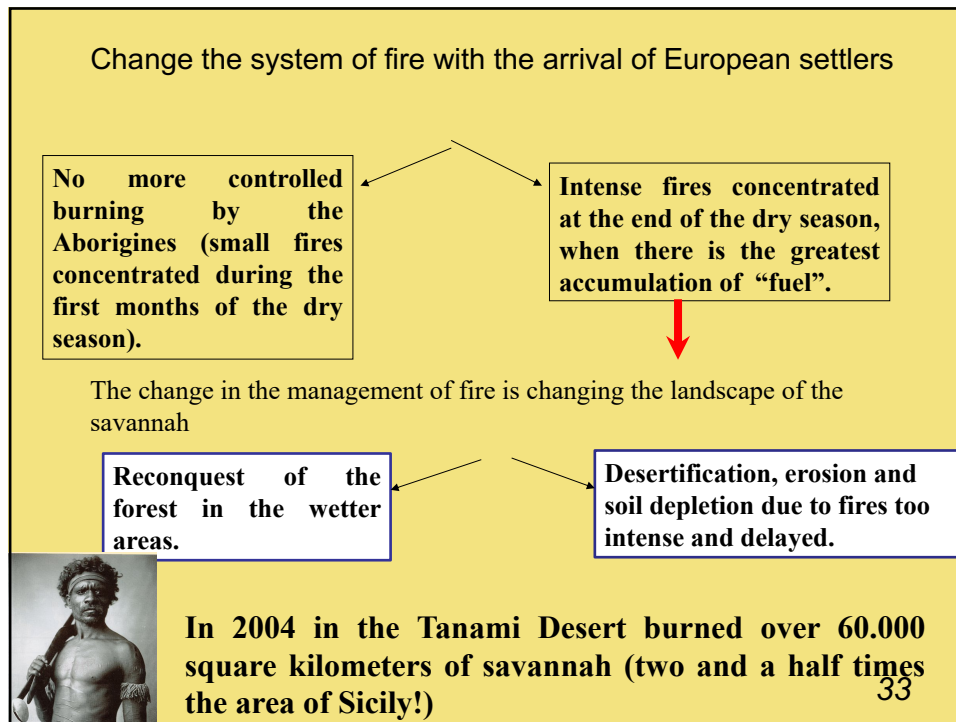 Change the system of fire with the arrival of European settlers
No more controlled
burning by the
Aborigines (small fires
concentrated during the
first months of the dry
season).
Intense fires concentrated
at the end of the dry season,
when there is the greatest
accumulation of “fuel”.
The change in the management of fire is changing the landscape of the
savannah
Reconquest of the
forest in the wetter
areas.
Desertification, erosion and
soil depletion due to fires too
intense and delayed.
In 2004 in the Tanami Desert burned over 60.000
square kilometers of savannah (two and a half times
the area of Sicily!)
33